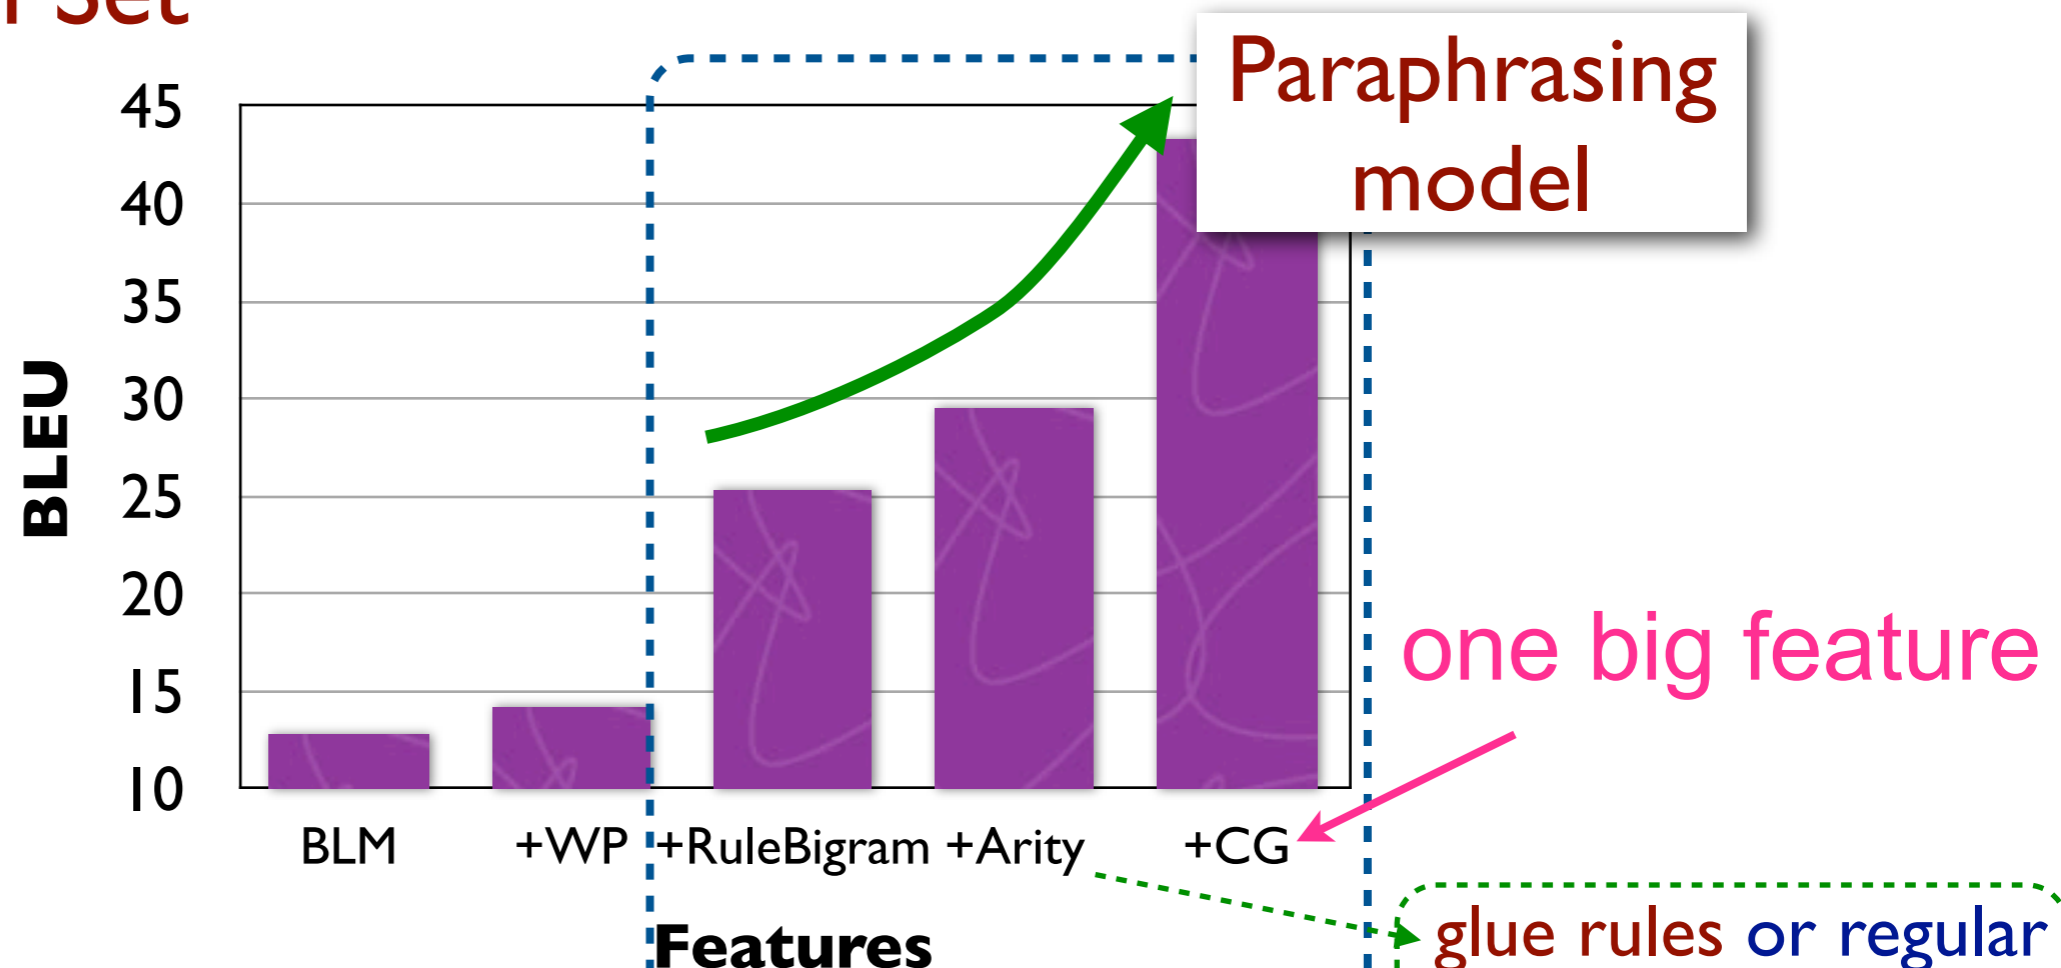 Set
Paraphrasing
model
45
40
35
30
25
20
15
10
BLEU
BLM +WP +RuleBigram +Arity +CG
Features
one big feature
glue rules or regular